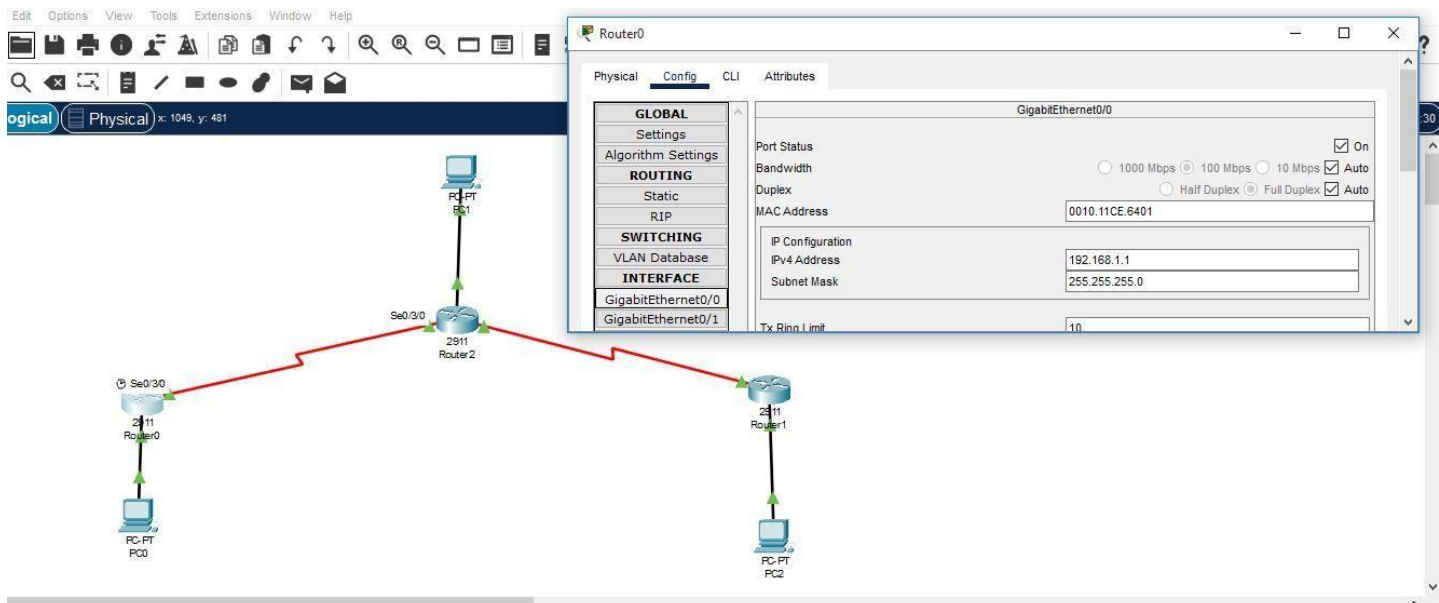 Edit Options View Tools Extensions Window Help
ogical Physical x: 1049, y: 481
:30
PC-PT
PC1
Se0/3/0
2911
Router2
Se0/3/0
2911
Router0
2911
Router1
PC-PT
PC0
PC-PT
PC2
Router0
Physical Config CLI Attributes
GLOBAL
Settings
Algorithm Settings
ROUTING
Static
RIP
SWITCHING
VLAN Database
INTERFACE
GigabitEthernet0/0
GigabitEthernet0/1
GigabitEthernet0/0
Port Status On
Bandwidth 1000 Mbps 100 Mbps 10 Mbps Auto
Duplex Half Duplex Full Duplex Auto
MAC Address 0010.11CE.6401
IP Configuration
IPv4 Address 192.168.1.1
Subnet Mask 255.255.255.0
Tx Ring Limit 10